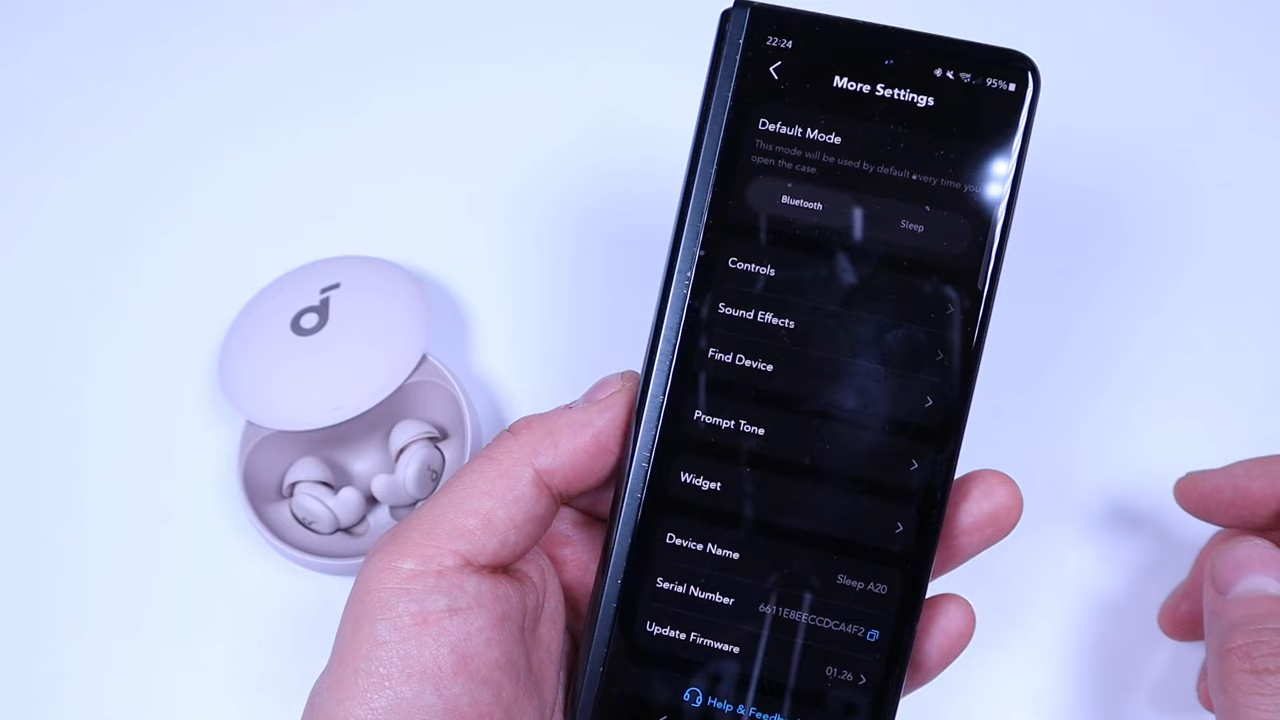 22:24
95%
More Settings
Default Mode
This mode will be used by default every time you
open the case.
Bluetooth
Sleep
Controls
Sound Effects
Find Device
Prompt Tone
Widget
Device Name
Sleep A20
Serial Number
6611E8EECCDCA4F2
Update Firmware
01.26
Help &